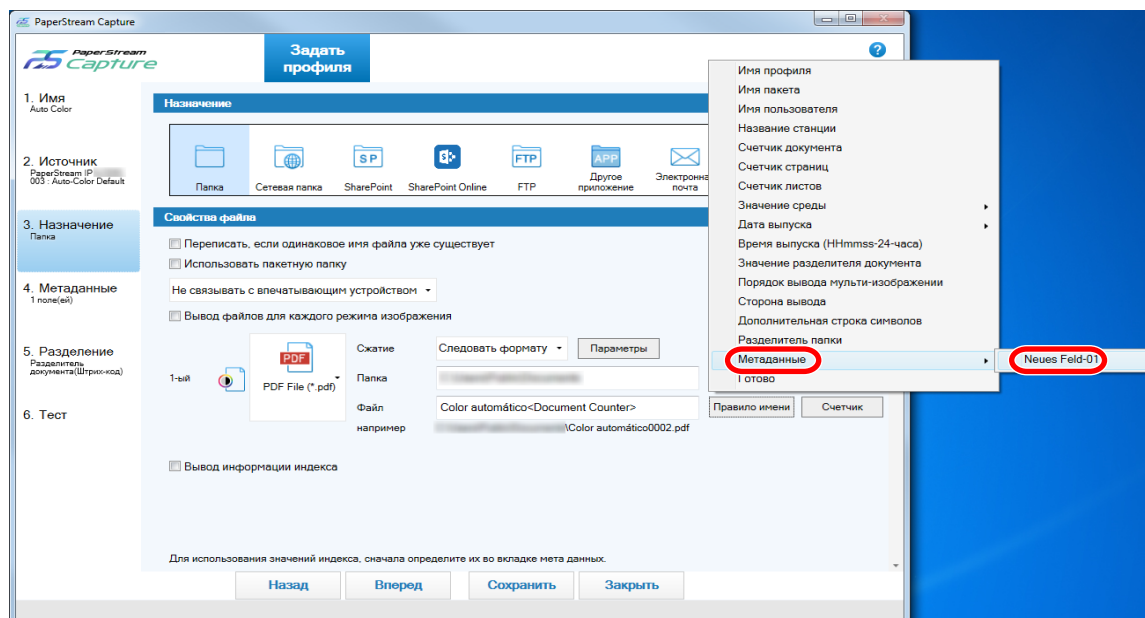 PaperStream Capture
PaperStream
Capture
Задать
профиль
?
1. Имя
Auto Color
2. Источник
PaperStream IP
003 : Auto-Color Default
3. Назначение
Папка
4. Метаданные
1 поле(ей)
5. Разделение
Разделитель
документа(Штрих-код)
6. Тест
Назначение
Папка
Сетевая папка
SP
SharePoint
SharePoint Online
FTP
FTP
APP
Другое
приложение
Электронна
почта
Свойства файла
Переписать, если одинаковое имя файла уже существует
Использовать пакетную папку
Не связывать с впечатывающим устройством
Вывод файлов для каждого режима изображения
1-ый
PDF
PDF File (*.pdf)
Сжатие
Следовать формату
Параметры
Папка
Файл
Color automático<Document Counter>
Правило имени
Счетчик
например
\Color automático0002.pdf
Вывод информации индекса
Для использования значений индекса, сначала определите их во вкладке мета данных.
Назад
Вперед
Сохранить
Закрыть
Имя профиля
Имя пакета
Имя пользователя
Название станции
Счетчик документа
Счетчик страниц
Счетчик листов
Значение среды
Дата выпуска
Время выпуска (HHmmss-24-часа)
Значение разделителя документа
Порядок вывода мульти-изображении
Сторона вывода
Дополнительная строка символов
Разделитель папки
Метаданные
Готово
Neues Feld-01